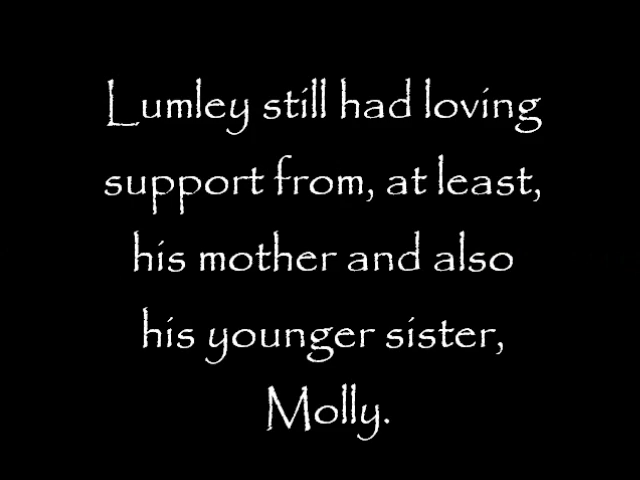 Lumley still had loving
support from, at least,
his mother and also
his younger sister,
Molly.